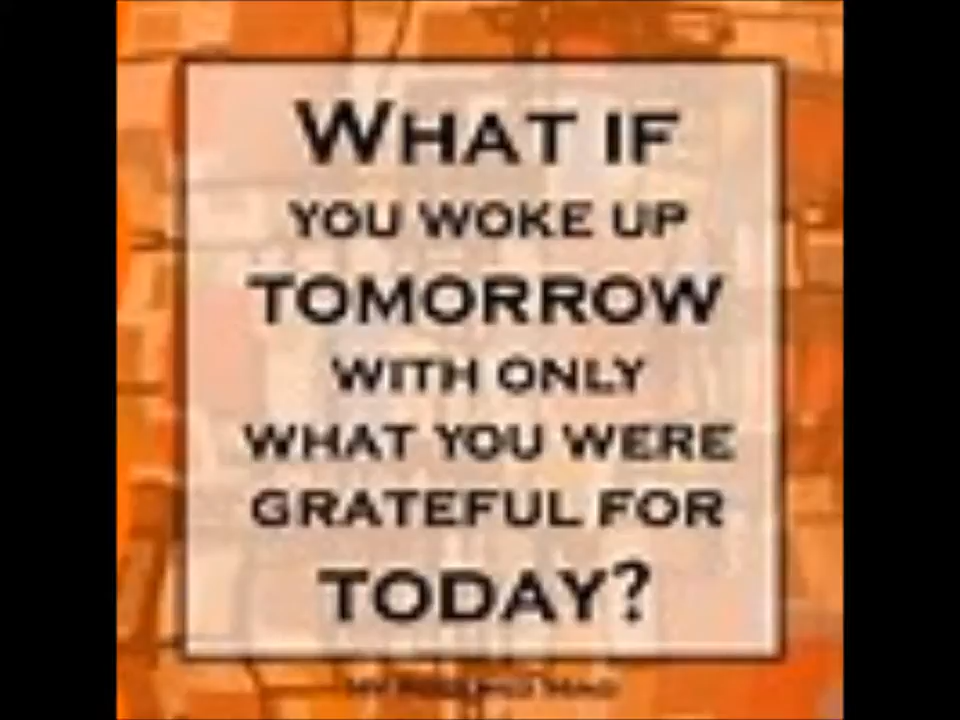 WHAT IF
YOU WOKE UP
TOMORROW
WITH ONLY
WHAT YOU WERE
GRATEFUL FOR
TODAY?